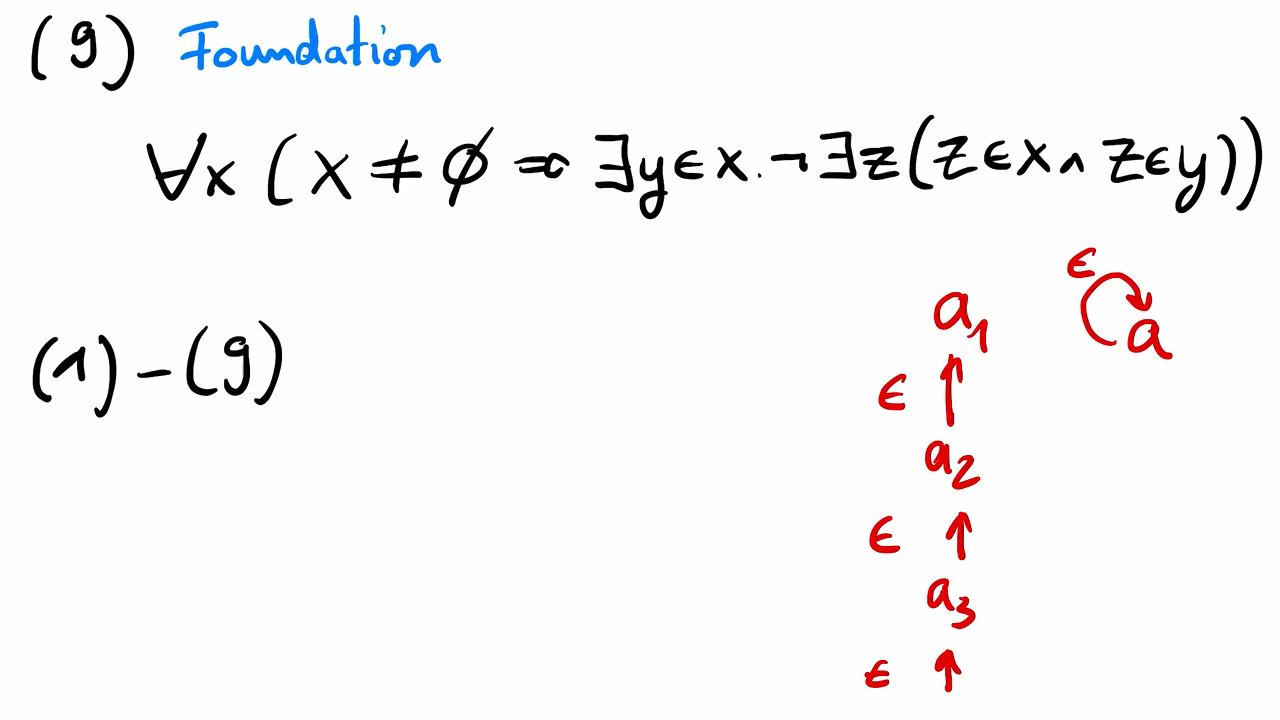 (9) Foundation
∀x (x ≠ ∅ ⇒ ∃y∈x. ¬∃z(z∈x ∧ z∈y))
∈
a₁ a
(1) – (9)
∈ ↑
a₂
∈ ↑
a₃
∈ ↑